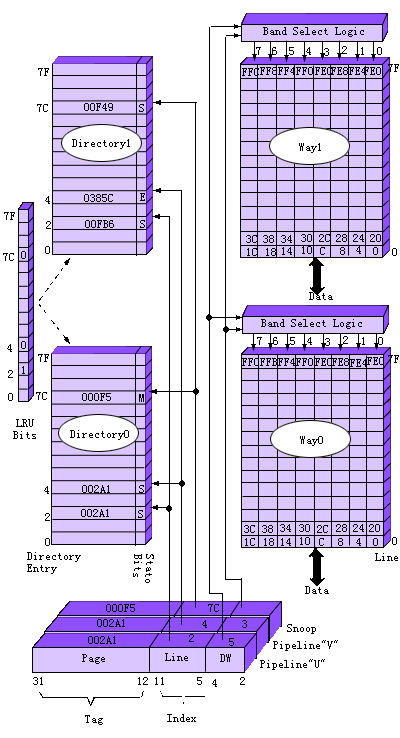 Band Select Logic
7 6 5 4 3 2 1 0
FFC FF8 FF4 FF0 FEC FE8 FE4 FE0 7F
Way1
3C 38 34 30 2C 28 24 20
1C 18 14 10 C 8 4 0 0
Data
7F
7C 00F49 S
Directory1
4 0385C E
2 00FB6 S
0
7F
7C 0
4 0
2 1
0
LRU
Bits
Band Select Logic
7 6 5 4 3 2 1 0
FFC FFB FF4 FF0 FEC FE8 FE4 FE0 7F
Way0
3C 38 34 30 2C 28 24 20
1C 18 14 10 C 8 4 0 0
Line
Data
7F
7C 000F5 M
Directory0
4 002A1 S
2 002A1 S
0
Directory
Entry
Stato
Bits
000F5 7C
002A1 4 3 Snoop
002A1 2 5 Pipeline"V"
Page Line DW Pipeline"U"
31 12 11 5 4 2
Tag Index